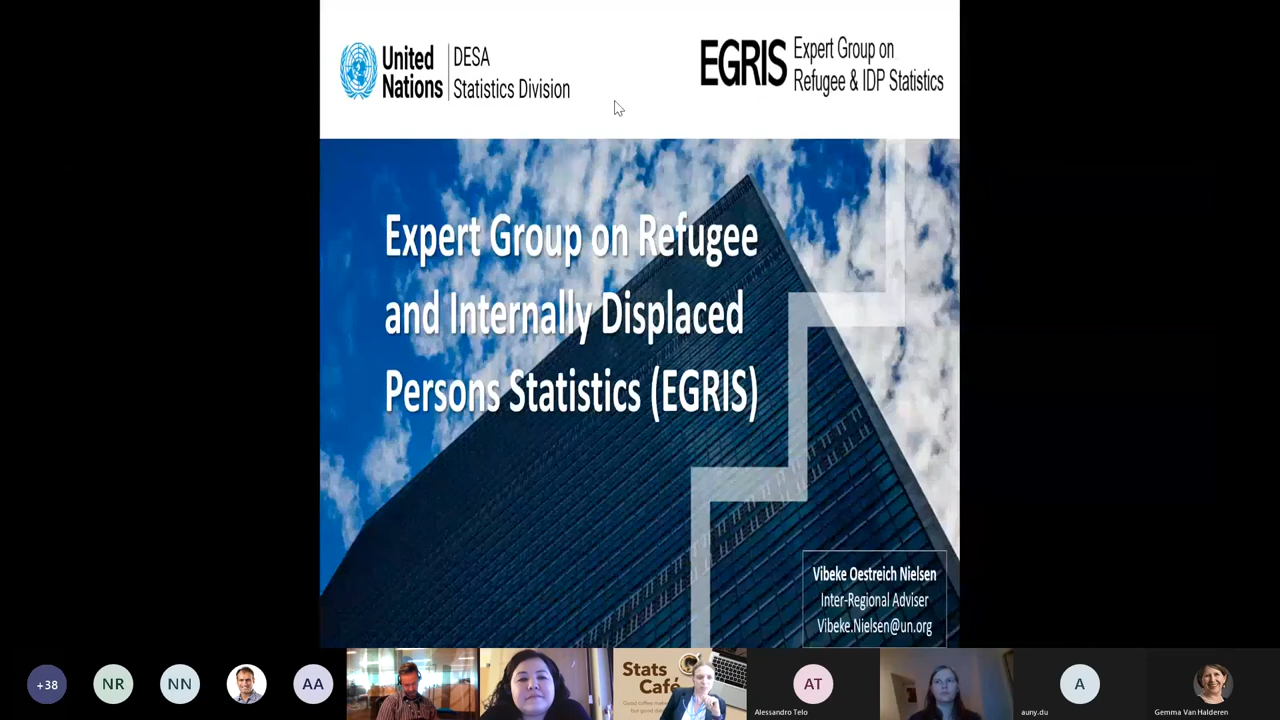 United
Nations
DESA
Statistics Division
EGRIS
Expert Group on
Refugee & IDP Statistics
Expert Group on Refugee
and Internally Displaced
Persons Statistics (EGRIS)
Vibeke Oestreich Nielsen
Inter-Regional Adviser
Vibeke.Nielsen@un.org
+38
NR
NN
AA
Stats
Café
AT
Alessandro Telo
A
auny.du
Gemma Van Halderen